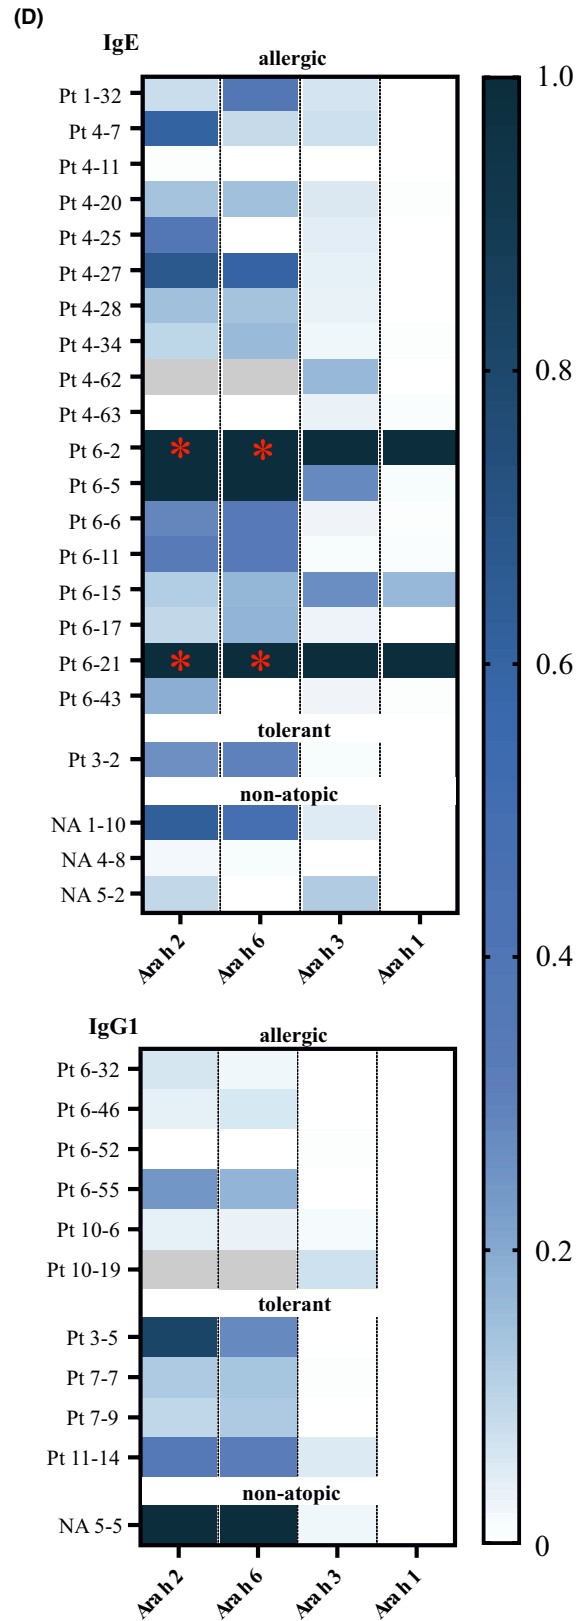 (D)
IgE
allergic
Pt 1-32
Pt 4-7
Pt 4-11
Pt 4-20
Pt 4-25
Pt 4-27
Pt 4-28
Pt 4-34
Pt 4-62
Pt 4-63
Pt 6-2
* *
Pt 6-5
Pt 6-6
Pt 6-11
Pt 6-15
Pt 6-17
Pt 6-21
* *
Pt 6-43
tolerant
Pt 3-2
non-atopic
NA 1-10
NA 4-8
NA 5-2
Ara h 2
Ara h 6
Ara h 3
Ara h 1
IgG1
allergic
Pt 6-32
Pt 6-46
Pt 6-52
Pt 6-55
Pt 10-6
Pt 10-19
tolerant
Pt 3-5
Pt 7-7
Pt 7-9
Pt 11-14
non-atopic
NA 5-5
Ara h 2
Ara h 6
Ara h 3
Ara h 1
1.0
0.8
0.6
0.4
0.2
0